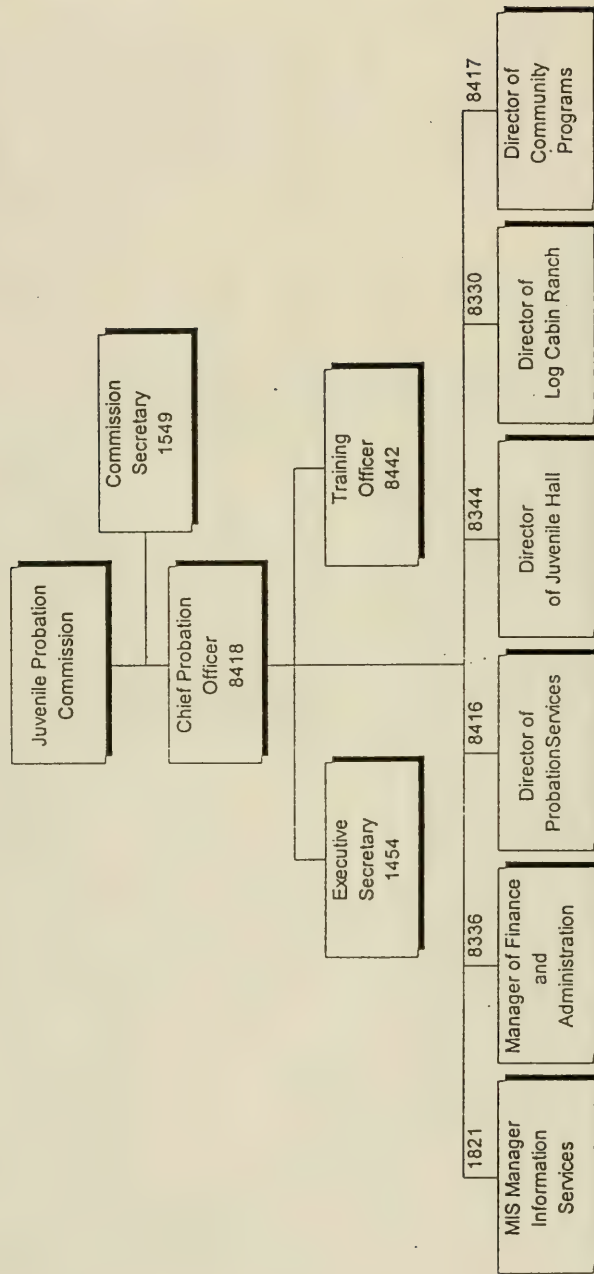 Juvenile Probation
Commission
Commission
Secretary
1549
Chief Probation
Officer
8418
Executive
Secretary
1454
Training
Officer
8442
1821
8336
8416
8344
8330
8417
MIS Manager
Information
Services
Manager of Finance
and
Administration
Director of
ProbationServices
Director
of Juvenile Hall
Director of
Log Cabin Ranch
Director of
Community
Programs